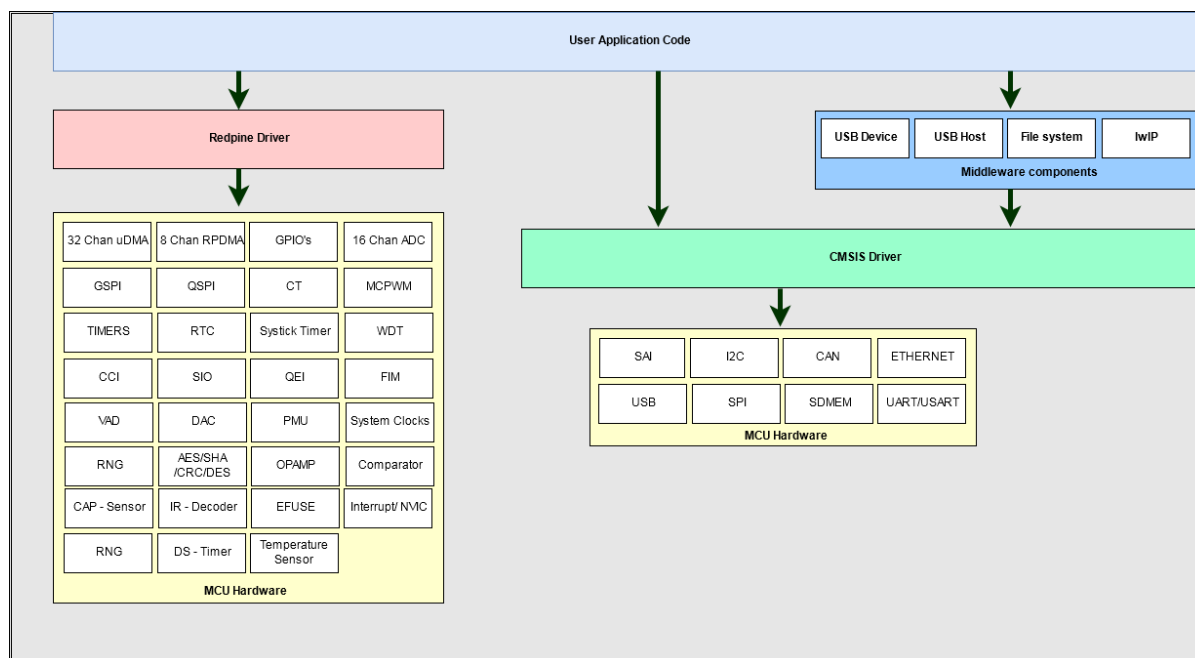 User Application Code
Redpine Driver
USB Device
USB Host
File system
lwIP
Middleware components
CMSIS Driver
32 Chan uDMA
8 Chan RPDMA
GPIO's
16 Chan ADC
GSPI
QSPI
CT
MCPWM
TIMERS
RTC
Systick Timer
WDT
CCI
SIO
QEI
FIM
VAD
DAC
PMU
System Clocks
RNG
AES/SHA
/CRC/DES
OPAMP
Comparator
CAP - Sensor
IR - Decoder
EFUSE
Interrupt/ NVIC
RNG
DS - Timer
Temperature
Sensor
MCU Hardware
SAI
I2C
CAN
ETHERNET
USB
SPI
SDMEM
UART/USART
MCU Hardware